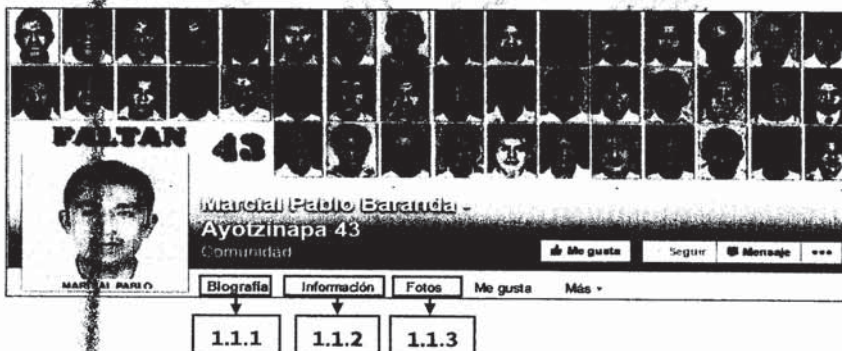 FALTAN 43
Marcial Pablo Baranda -
Ayotzinapa 43
Comunidad
Me gusta Seguir Mensaje
MARCIAL PABLO
Biografía Información Fotos Me gusta Más
1.1.1 1.1.2 1.1.3